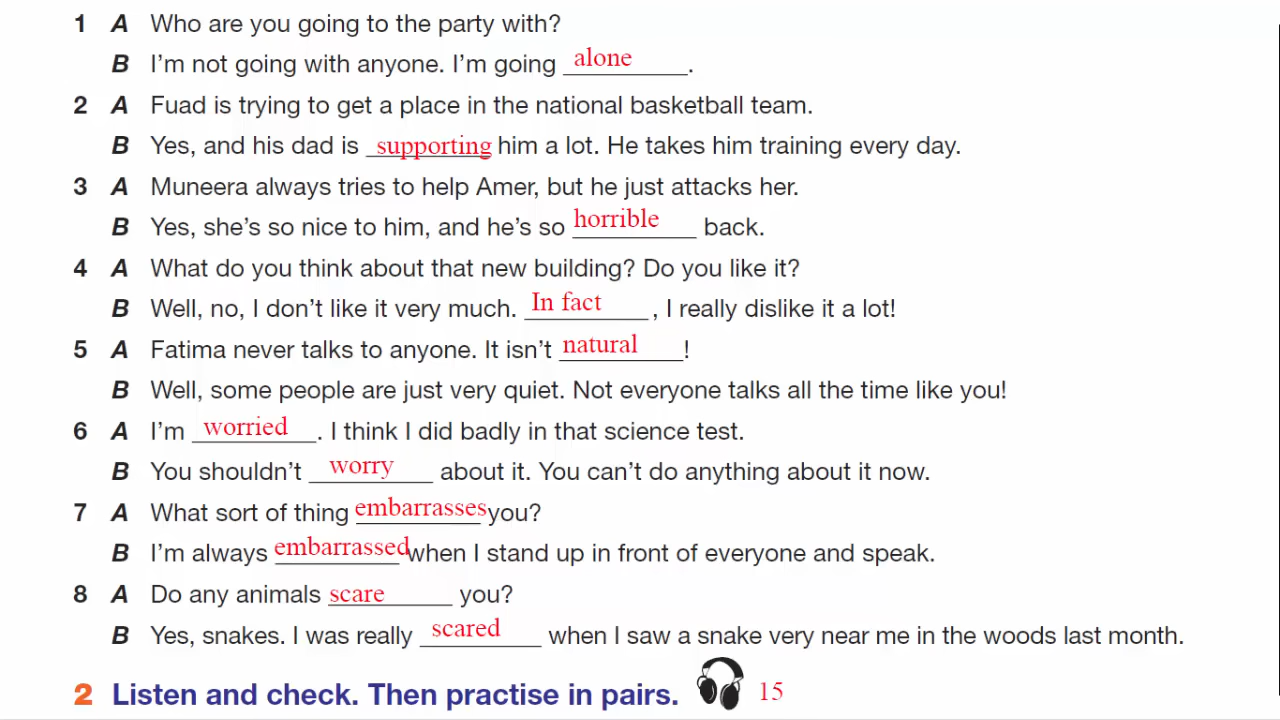 1 A Who are you going to the party with?
B I'm not going with anyone. I'm going alone.
2 A Fuad is trying to get a place in the national basketball team.
B Yes, and his dad is supporting him a lot. He takes him training every day.
3 A Muneera always tries to help Amer, but he just attacks her.
B Yes, she's so nice to him, and he's so horrible back.
4 A What do you think about that new building? Do you like it?
B Well, no, I don't like it very much. In fact, I really dislike it a lot!
5 A Fatima never talks to anyone. It isn't natural!
B Well, some people are just very quiet. Not everyone talks all the time like you!
6 A I'm worried. I think I did badly in that science test.
B You shouldn't worry about it. You can't do anything about it now.
7 A What sort of thing embarrasses you?
B I'm always embarrassed when I stand up in front of everyone and speak.
8 A Do any animals scare you?
B Yes, snakes. I was really scared when I saw a snake very near me in the woods last month.
2 Listen and check. Then practise in pairs. 15